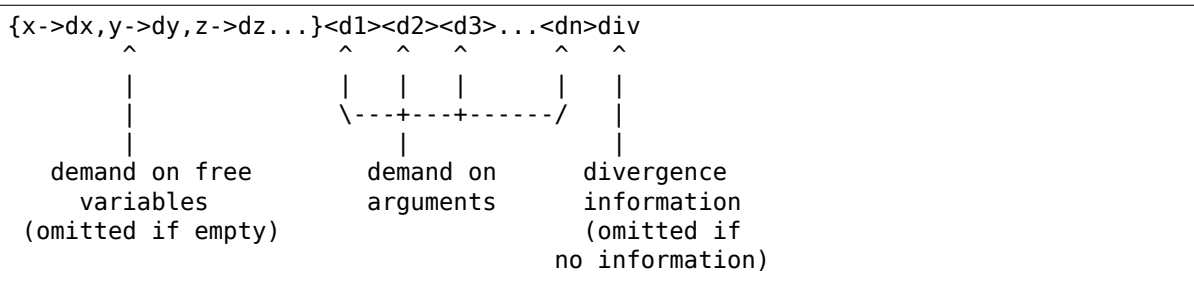 {x->dx,y->dy,z->dz...}<d1><d2><d3>...<dn>div
        ^              ^   ^   ^      ^   ^
        |              |   |   |      |   |
        |              \---+---+------/   |
        |                  |              |
   demand on free        demand on      divergence
     variables           arguments      information
 (omitted if empty)                     (omitted if
                                      no information)